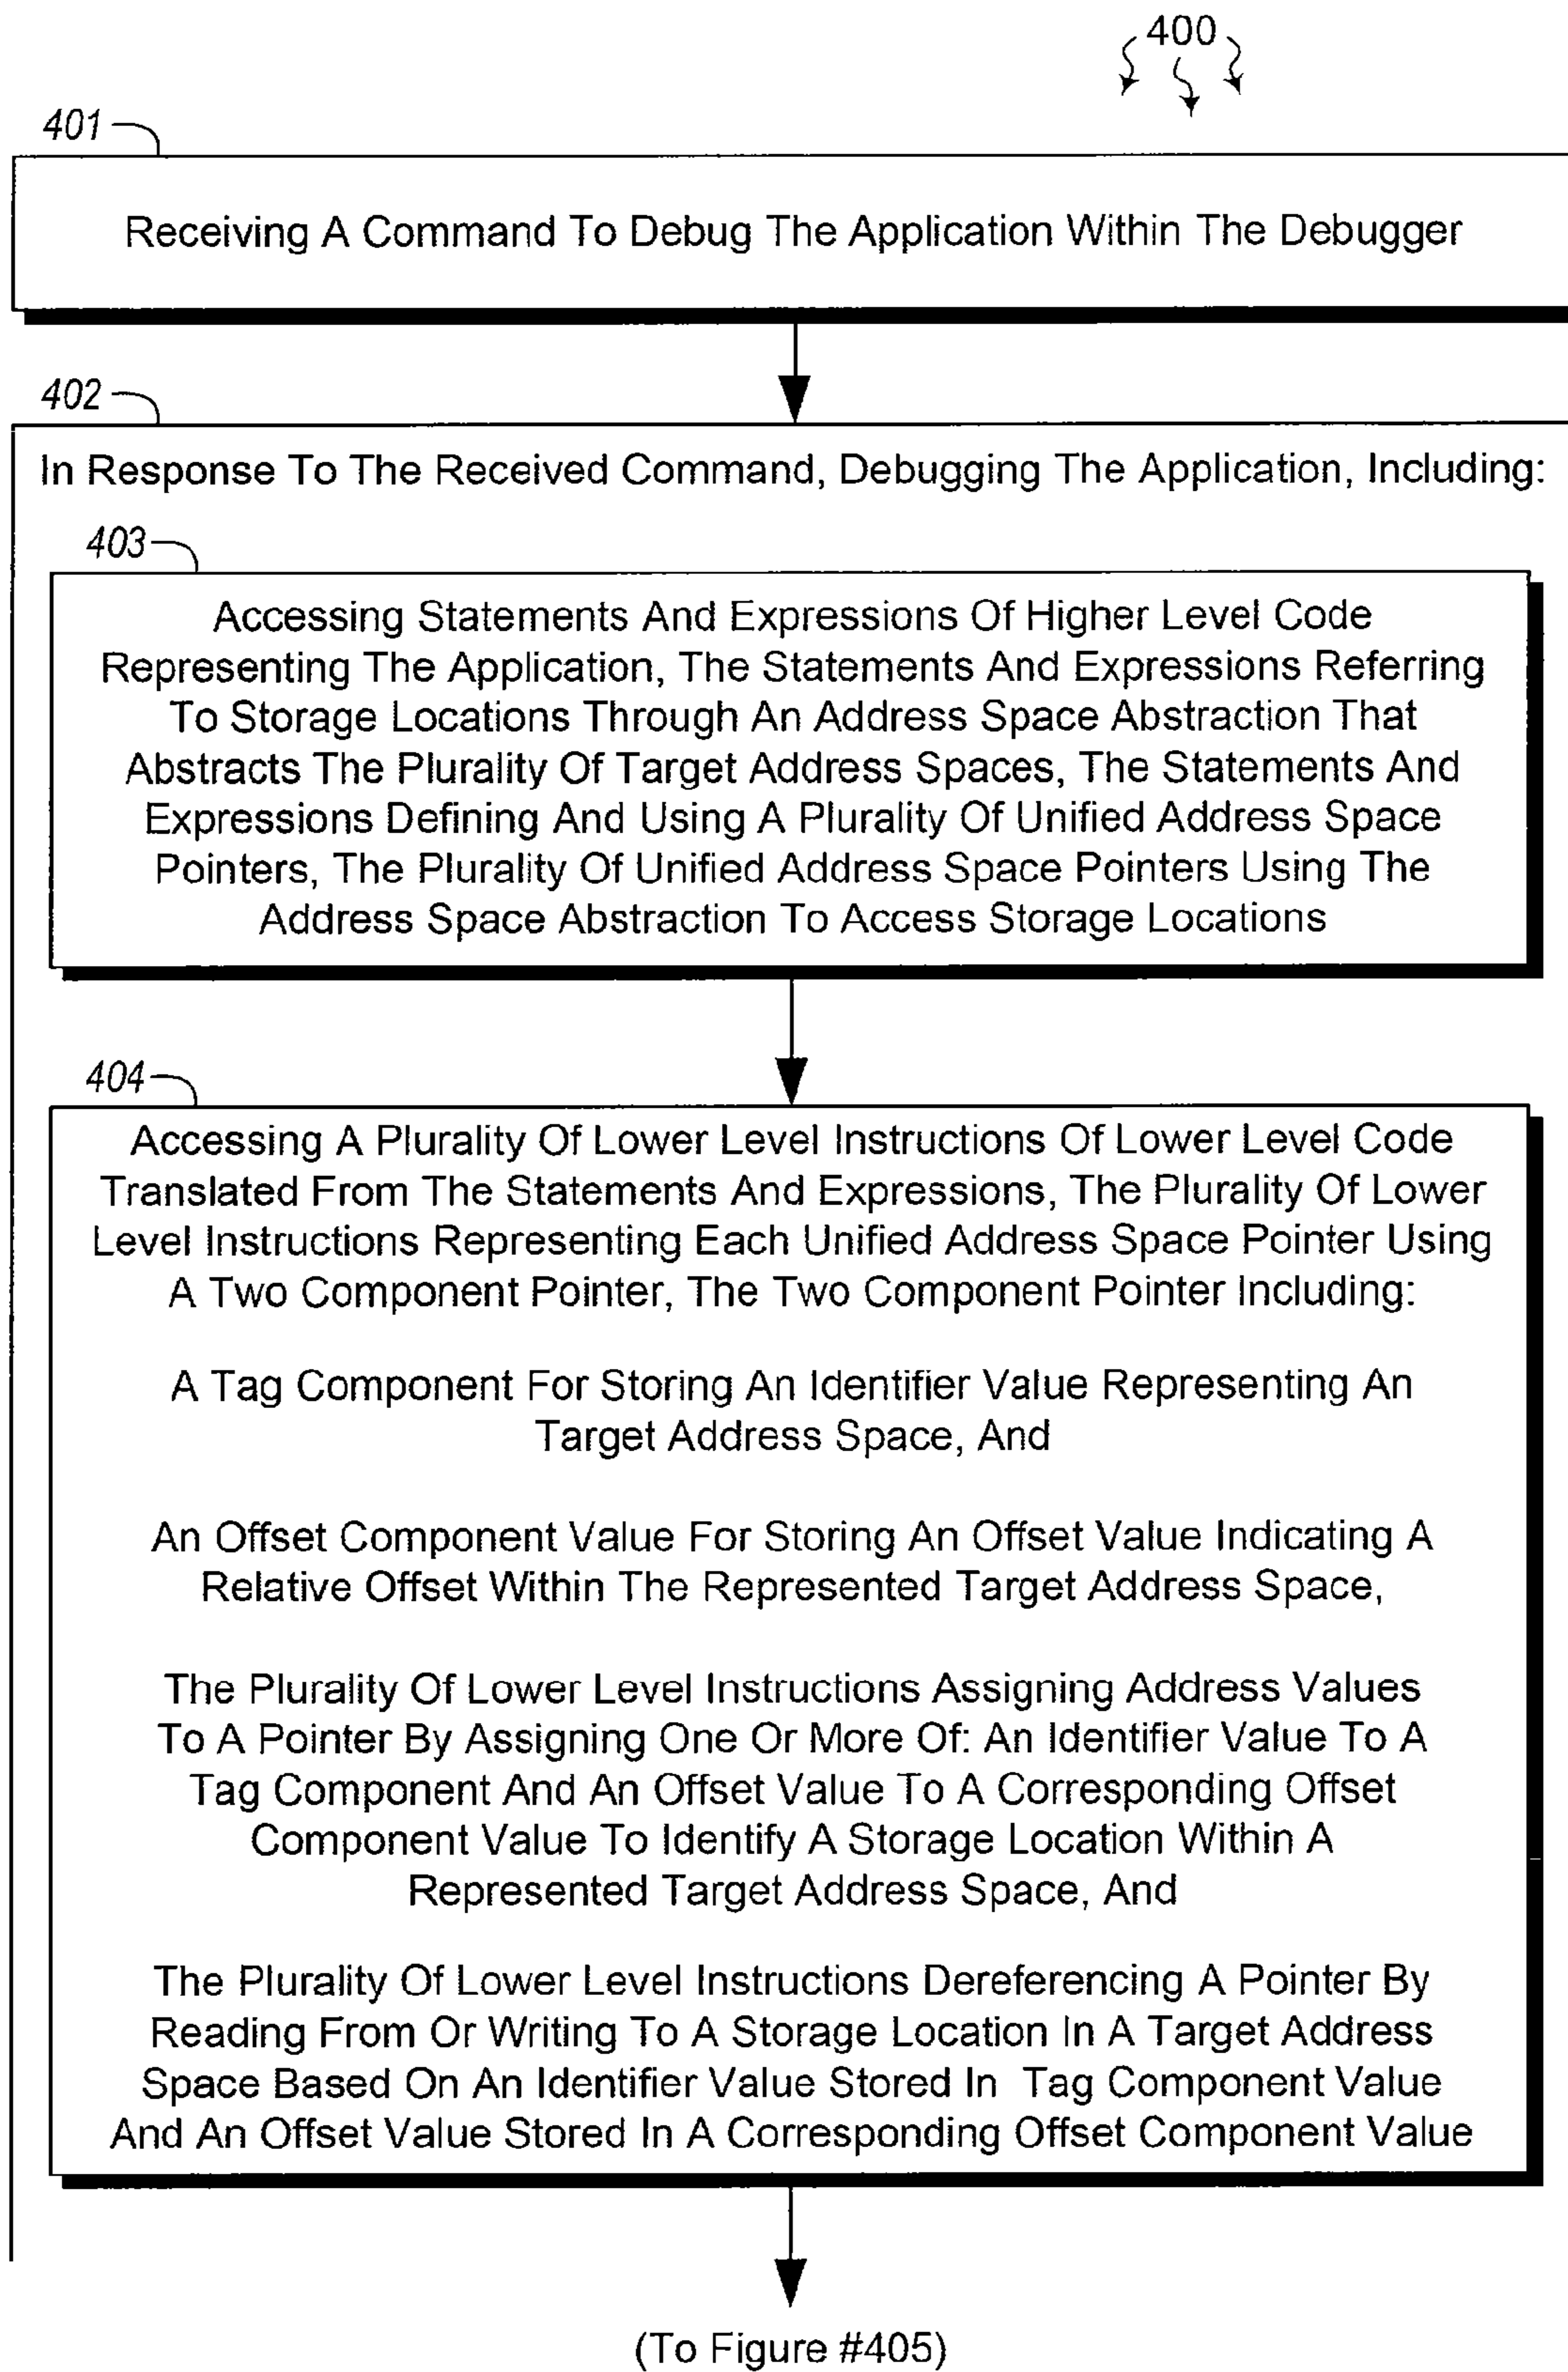 400
401
Receiving A Command To Debug The Application Within The Debugger
402
In Response To The Received Command, Debugging The Application, Including:
403
Accessing Statements And Expressions Of Higher Level Code
Representing The Application, The Statements And Expressions Referring
To Storage Locations Through An Address Space Abstraction That
Abstracts The Plurality Of Target Address Spaces, The Statements And
Expressions Defining And Using A Plurality Of Unified Address Space
Pointers, The Plurality Of Unified Address Space Pointers Using The
Address Space Abstraction To Access Storage Locations
404
Accessing A Plurality Of Lower Level Instructions Of Lower Level Code
Translated From The Statements And Expressions, The Plurality Of Lower
Level Instructions Representing Each Unified Address Space Pointer Using
A Two Component Pointer, The Two Component Pointer Including:
A Tag Component For Storing An Identifier Value Representing An
Target Address Space, And
An Offset Component Value For Storing An Offset Value Indicating A
Relative Offset Within The Represented Target Address Space,
The Plurality Of Lower Level Instructions Assigning Address Values
To A Pointer By Assigning One Or More Of: An Identifier Value To A
Tag Component And An Offset Value To A Corresponding Offset
Component Value To Identify A Storage Location Within A
Represented Target Address Space, And
The Plurality Of Lower Level Instructions Dereferencing A Pointer By
Reading From Or Writing To A Storage Location In A Target Address
Space Based On An Identifier Value Stored In Tag Component Value
And An Offset Value Stored In A Corresponding Offset Component Value
(To Figure #405)